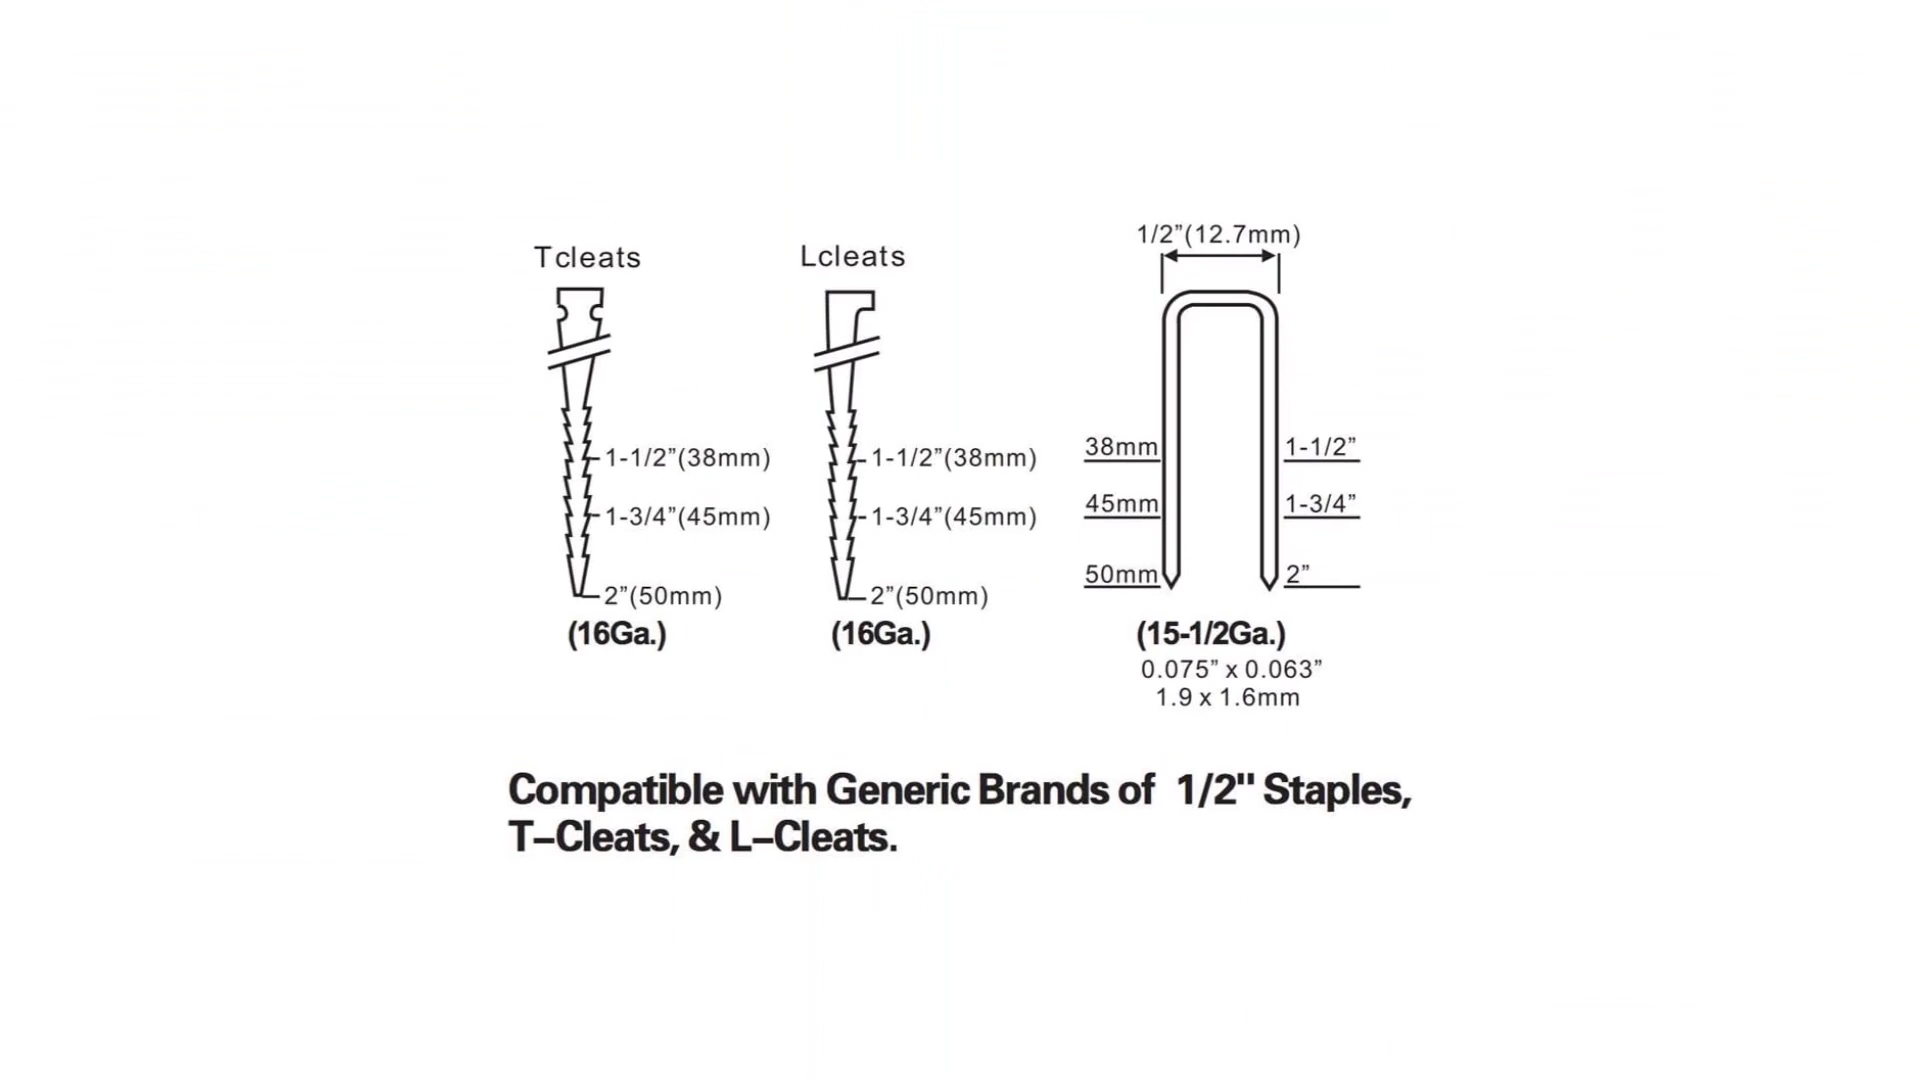 Tcleats
1-1/2”(38mm)
1-3/4”(45mm)
2”(50mm)
(16Ga.)
Lcleats
1-1/2”(38mm)
1-3/4”(45mm)
2”(50mm)
(16Ga.)
1/2”(12.7mm)
38mm 1-1/2”
45mm 1-3/4”
50mm 2”
(15-1/2Ga.)
0.075” x 0.063”
1.9 x 1.6mm
Compatible with Generic Brands of 1/2" Staples,
T–Cleats, & L–Cleats.